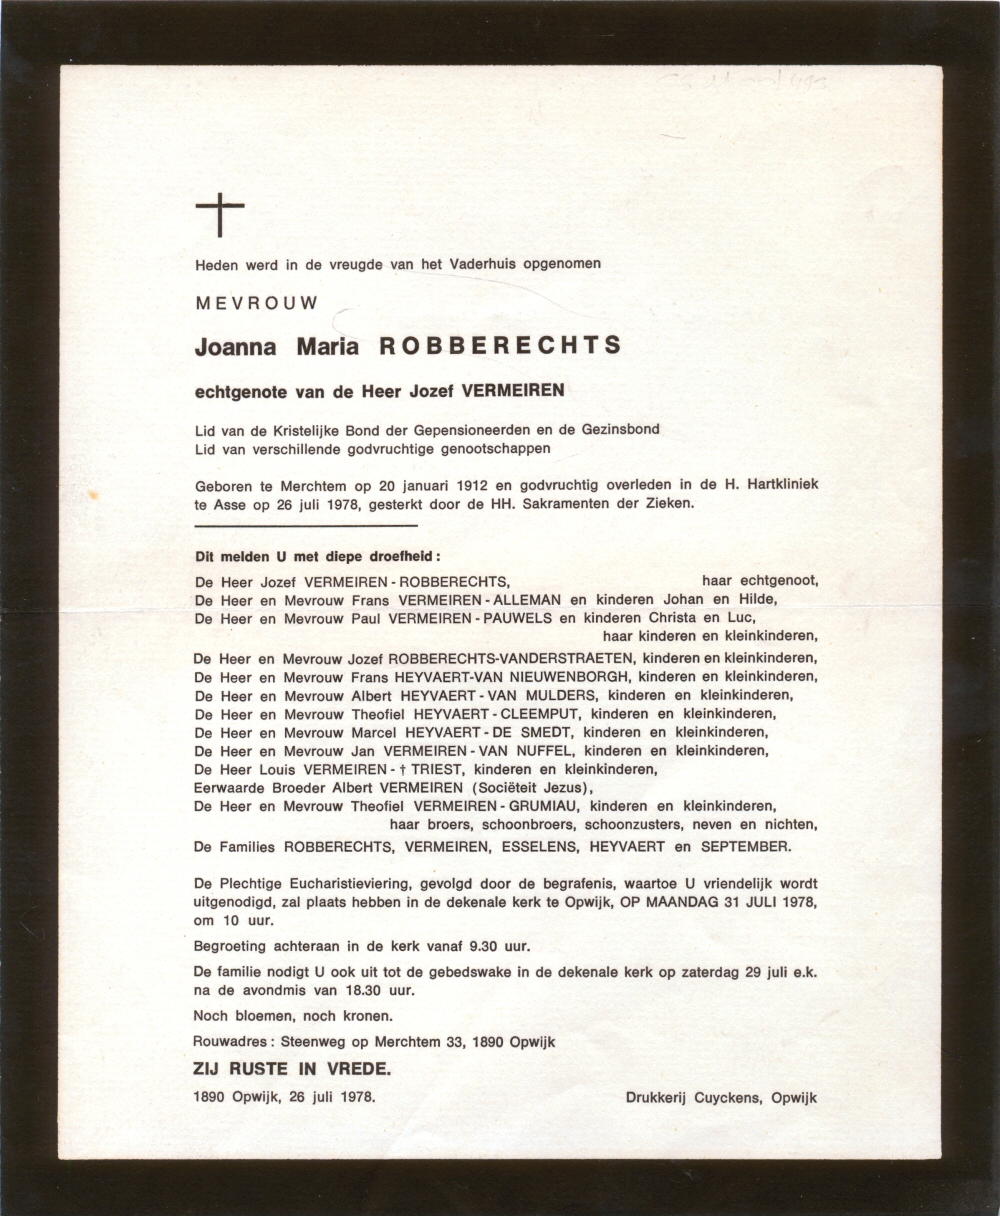 Heden werd in de vreugde van het Vaderhuis opgenomen
MEVROUW
Joanna Maria ROBBERECHTS
echtgenote van de Heer Jozef VERMEIREN
Lid van de Kristelijke Bond der Gepensioneerden en de Gezinsbond
Lid van verschillende godvruchtige genootschappen
Geboren te Merchtem op 20 januari 1912 en godvruchtig overleden in de H. Hartkliniek
te Asse op 26 juli 1978, gesterkt door de HH. Sakramenten der Zieken.
Dit melden U met diepe droefheid :
De Heer Jozef VERMEIREN - ROBBERECHTS, haar echtgenoot,
De Heer en Mevrouw Frans VERMEIREN - ALLEMAN en kinderen Johan en Hilde,
De Heer en Mevrouw Paul VERMEIREN - PAUWELS en kinderen Christa en Luc,
haar kinderen en kleinkinderen,
De Heer en Mevrouw Jozef ROBBERECHTS-VANDERSTRAETEN, kinderen en kleinkinderen,
De Heer en Mevrouw Frans HEYVAERT-VAN NIEUWENBORGH, kinderen en kleinkinderen,
De Heer en Mevrouw Albert HEYVAERT - VAN MULDERS, kinderen en kleinkinderen,
De Heer en Mevrouw Theofiel HEYVAERT - CLEEMPUT, kinderen en kleinkinderen,
De Heer en Mevrouw Marcel HEYVAERT - DE SMEDT, kinderen en kleinkinderen,
De Heer en Mevrouw Jan VERMEIREN - VAN NUFFEL, kinderen en kleinkinderen,
De Heer Louis VERMEIREN - † TRIEST, kinderen en kleinkinderen,
Eerwaarde Broeder Albert VERMEIREN (Sociëteit Jezus),
De Heer en Mevrouw Theofiel VERMEIREN - GRUMIAU, kinderen en kleinkinderen,
haar broers, schoonbroers, schoonzusters, neven en nichten,
De Families ROBBERECHTS, VERMEIREN, ESSELENS, HEYVAERT en SEPTEMBER.
De Plechtige Eucharistieviering, gevolgd door de begrafenis, waartoe U vriendelijk wordt
uitgenodigd, zal plaats hebben in de dekenale kerk te Opwijk, OP MAANDAG 31 JULI 1978,
om 10 uur.
Begroeting achteraan in de kerk vanaf 9.30 uur.
De familie nodigt U ook uit tot de gebedswake in de dekenale kerk op zaterdag 29 juli e.k.
na de avondmis van 18.30 uur.
Noch bloemen, noch kronen.
Rouwadres : Steenweg op Merchtem 33, 1890 Opwijk
ZIJ RUSTE IN VREDE.
1890 Opwijk, 26 juli 1978. Drukkerij Cuyckens, Opwijk